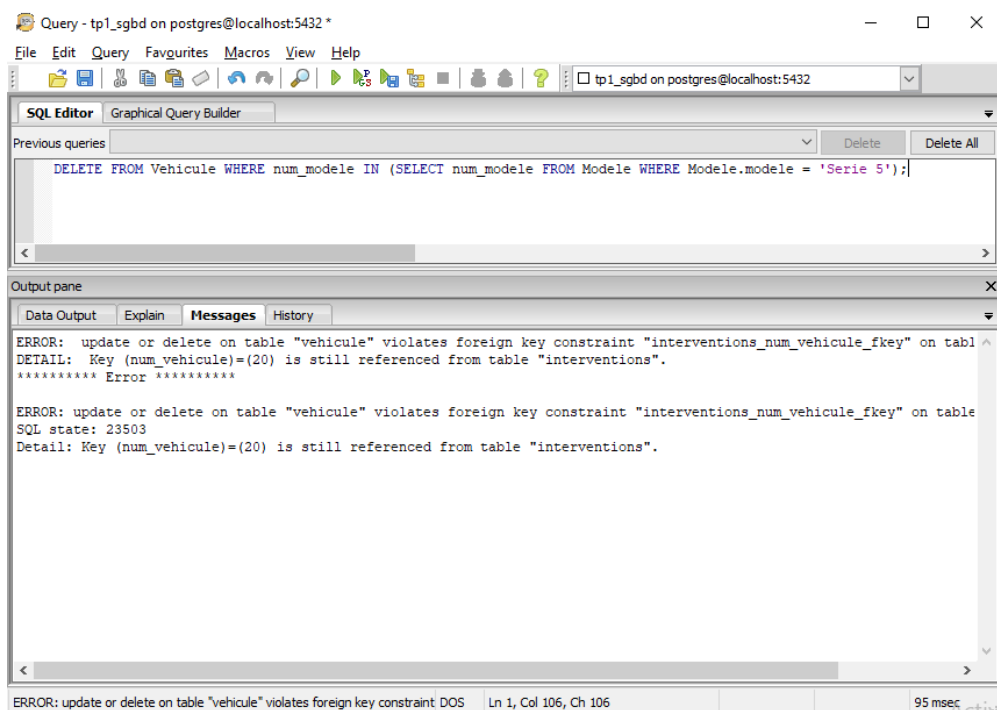 Query - tp1_sgbd on postgres@localhost:5432 *
File Edit Query Favourites Macros View Help
tp1_sgbd on postgres@localhost:5432
SQL Editor Graphical Query Builder
Previous queries Delete Delete All
DELETE FROM Vehicule WHERE num_modele IN (SELECT num_modele FROM Modele WHERE Modele.modele = 'Serie 5');
Output pane
Data Output Explain Messages History
ERROR:  update or delete on table "vehicule" violates foreign key constraint "interventions_num_vehicule_fkey" on tabl
DETAIL:  Key (num_vehicule)=(20) is still referenced from table "interventions".
********** Error **********
ERROR: update or delete on table "vehicule" violates foreign key constraint "interventions_num_vehicule_fkey" on table
SQL state: 23503
Detail: Key (num_vehicule)=(20) is still referenced from table "interventions".
ERROR: update or delete on table "vehicule" violates foreign key constraint DOS Ln 1, Col 106, Ch 106 95 msec